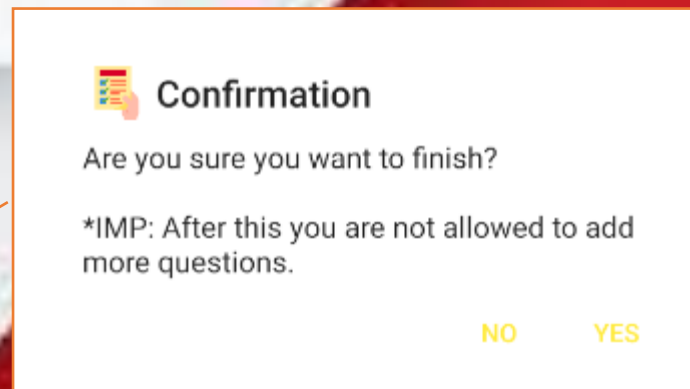 Confirmation
Are you sure you want to finish?
*IMP: After this you are not allowed to add
more questions.
NO YES